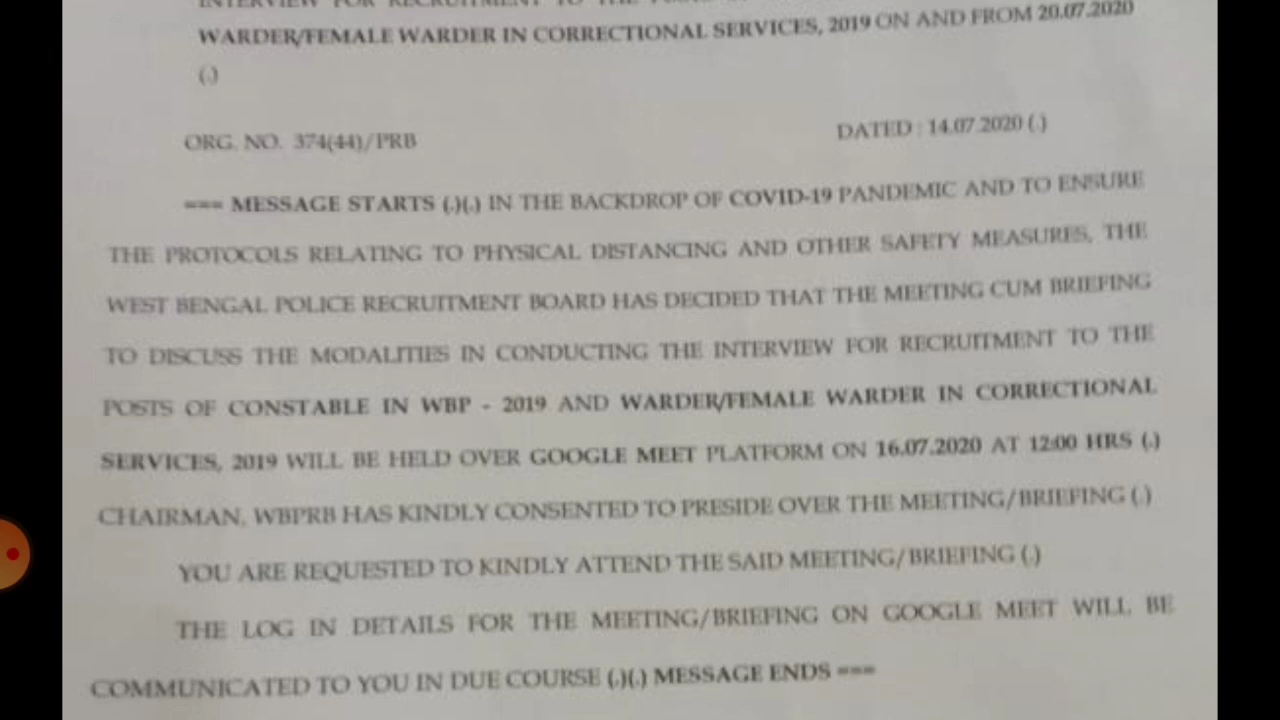 INTERVIEW FOR RECRUITMENT TO THE
WARDER/FEMALE WARDER IN CORRECTIONAL SERVICES, 2019 ON AND FROM 20.07.2020
(.)
ORG. NO. 374(44)/PRB DATED : 14.07.2020 (.)
=== MESSAGE STARTS (.)(.) IN THE BACKDROP OF COVID-19 PANDEMIC AND TO ENSURE
THE PROTOCOLS RELATING TO PHYSICAL DISTANCING AND OTHER SAFETY MEASURES, THE
WEST BENGAL POLICE RECRUITMENT BOARD HAS DECIDED THAT THE MEETING CUM BRIEFING
TO DISCUSS THE MODALITIES IN CONDUCTING THE INTERVIEW FOR RECRUITMENT TO THE
POSTS OF CONSTABLE IN WBP - 2019 AND WARDER/FEMALE WARDER IN CORRECTIONAL
SERVICES, 2019 WILL BE HELD OVER GOOGLE MEET PLATFORM ON 16.07.2020 AT 12:00 HRS (.)
CHAIRMAN, WBPRB HAS KINDLY CONSENTED TO PRESIDE OVER THE MEETING/BRIEFING (.)
YOU ARE REQUESTED TO KINDLY ATTEND THE SAID MEETING/BRIEFING (.)
THE LOG IN DETAILS FOR THE MEETING/BRIEFING ON GOOGLE MEET WILL BE
COMMUNICATED TO YOU IN DUE COURSE (.)(.) MESSAGE ENDS ===